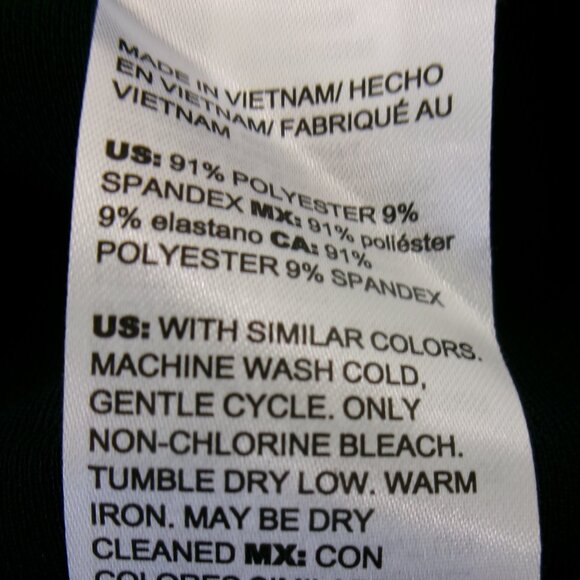 MADE IN VIETNAM/ HECHO
EN VIETNAM/ FABRIQUÉ AU
VIETNAM
US: 91% POLYESTER 9%
SPANDEX MX: 91% poliéster
9% elastano CA: 91%
POLYESTER 9% SPANDEX
US: WITH SIMILAR COLORS.
MACHINE WASH COLD,
GENTLE CYCLE. ONLY
NON-CHLORINE BLEACH.
TUMBLE DRY LOW. WARM
IRON. MAY BE DRY
CLEANED MX: CON